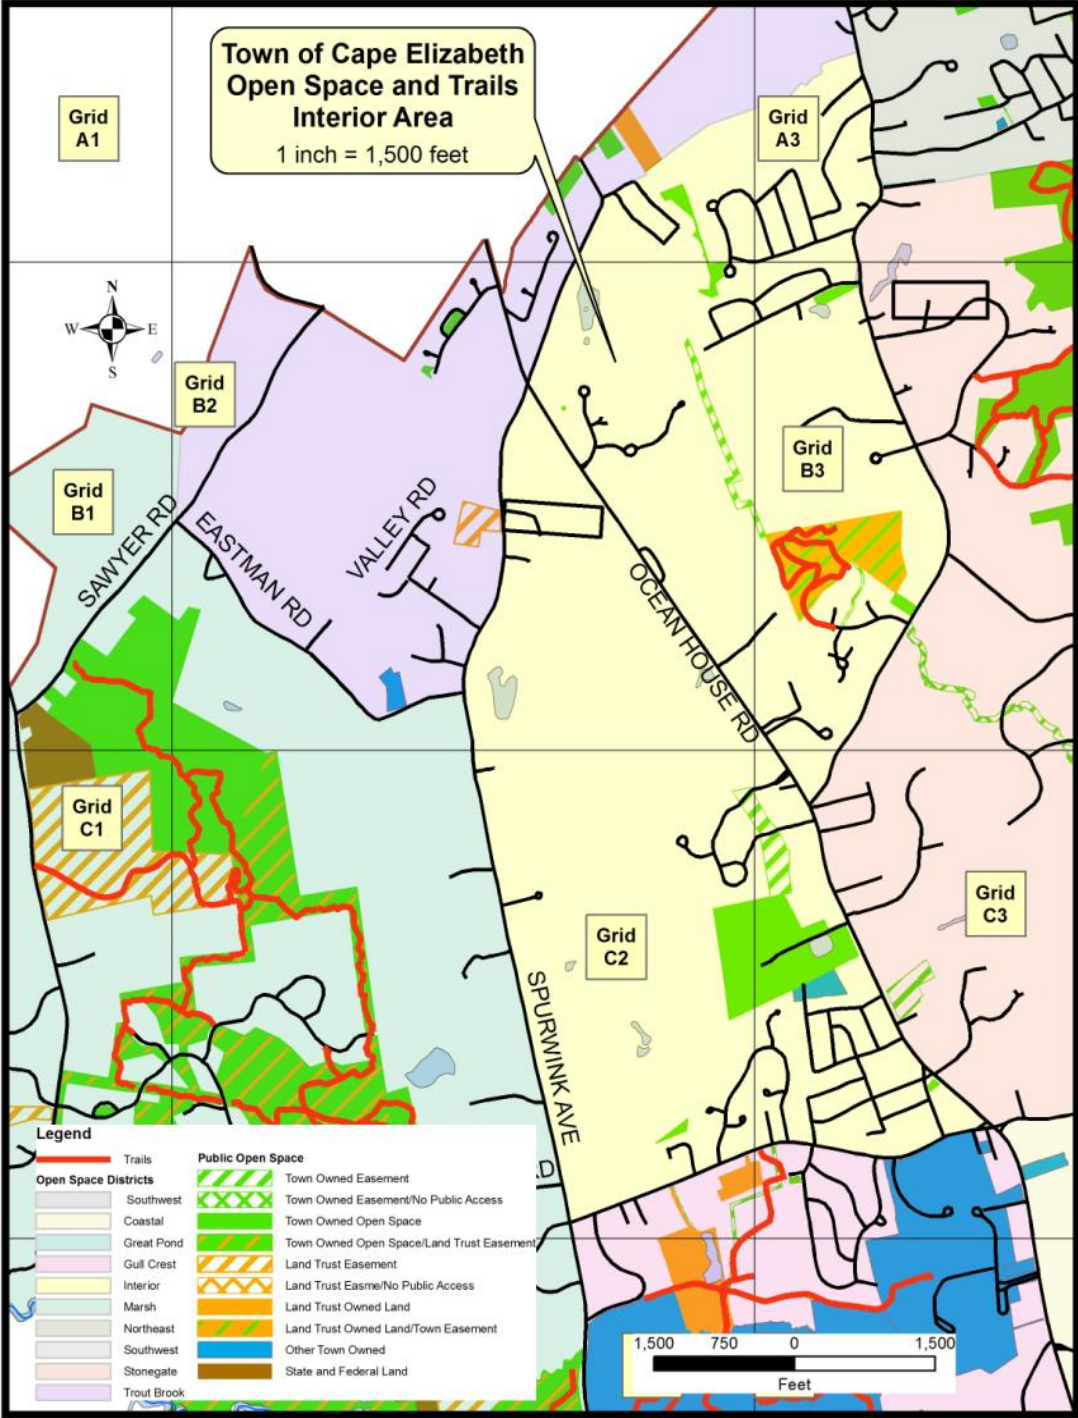 Town of Cape Elizabeth
Open Space and Trails
Interior Area
1 inch = 1,500 feet
Grid
A1
Grid
A3
N
W
E
S
Grid
B2
Grid
B3
Grid
B1
SAWYER RD
EASTMAN RD
VALLEY RD
OCEAN HOUSE RD
Grid
C1
Grid
C2
Grid
C3
SPURWINK AVE
RD
Legend
Trails
Open Space Districts
Southwest
Coastal
Great Pond
Gull Crest
Interior
Marsh
Northeast
Southwest
Stonegate
Trout Brook
Public Open Space
Town Owned Easement
Town Owned Easement/No Public Access
Town Owned Open Space
Town Owned Open Space/Land Trust Easement
Land Trust Easement
Land Trust Easme/No Public Access
Land Trust Owned Land
Land Trust Owned Land/Town Easement
Other Town Owned
State and Federal Land
1,500 750 0 1,500
Feet